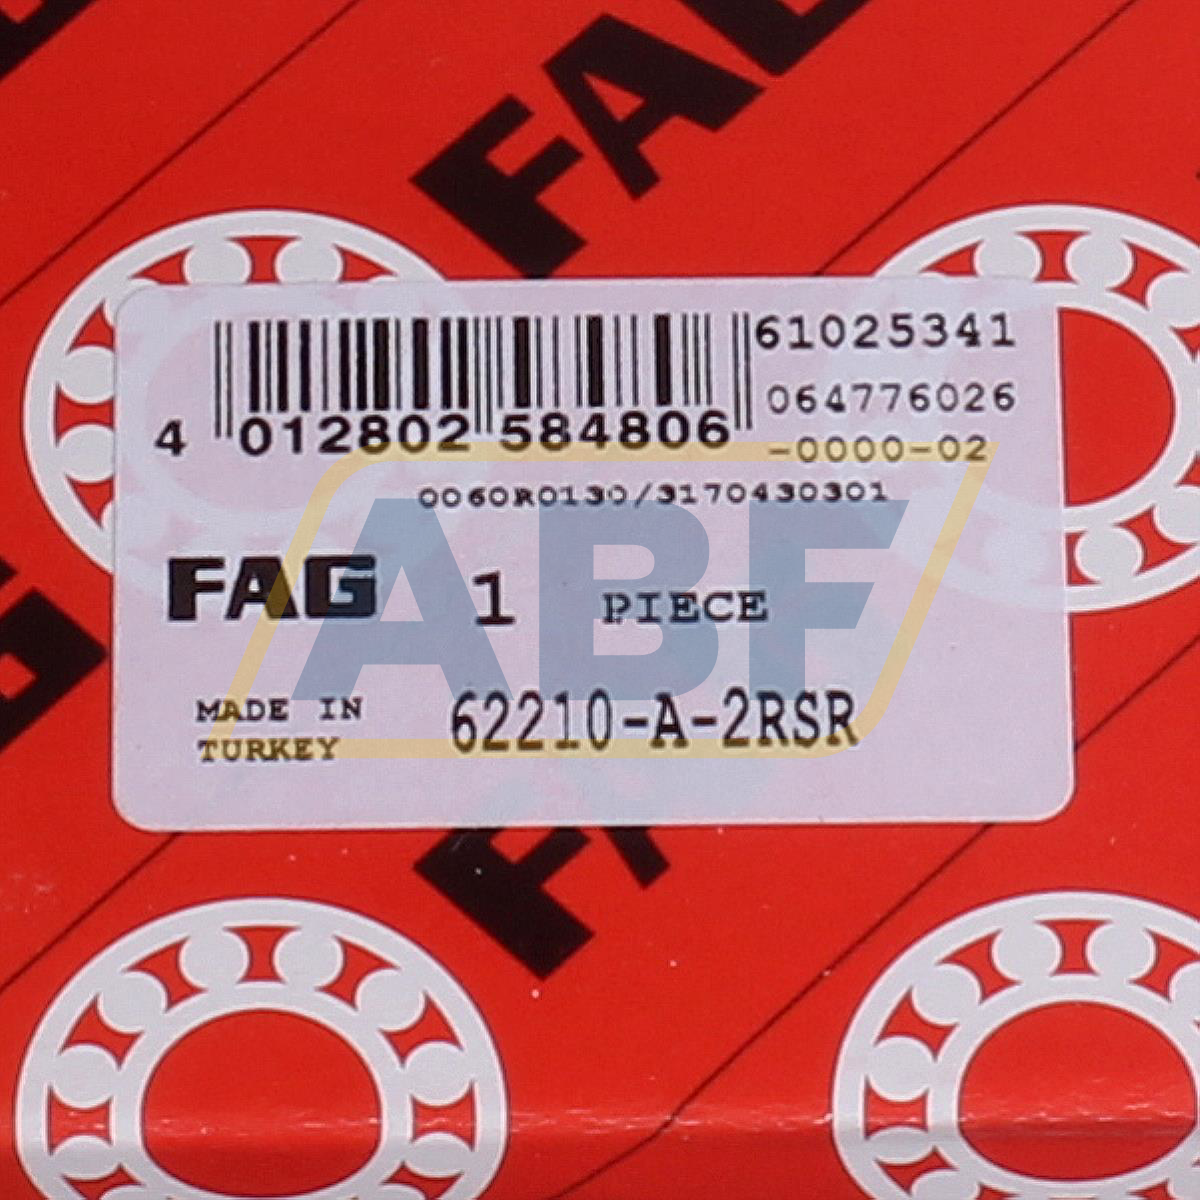 FAG
61025341
064776026
-0000-02
4 012802 584806
0060R0130/3170430301
FAG 1 PIECE
ABF
MADE IN
TURKEY
62210-A-2RSR